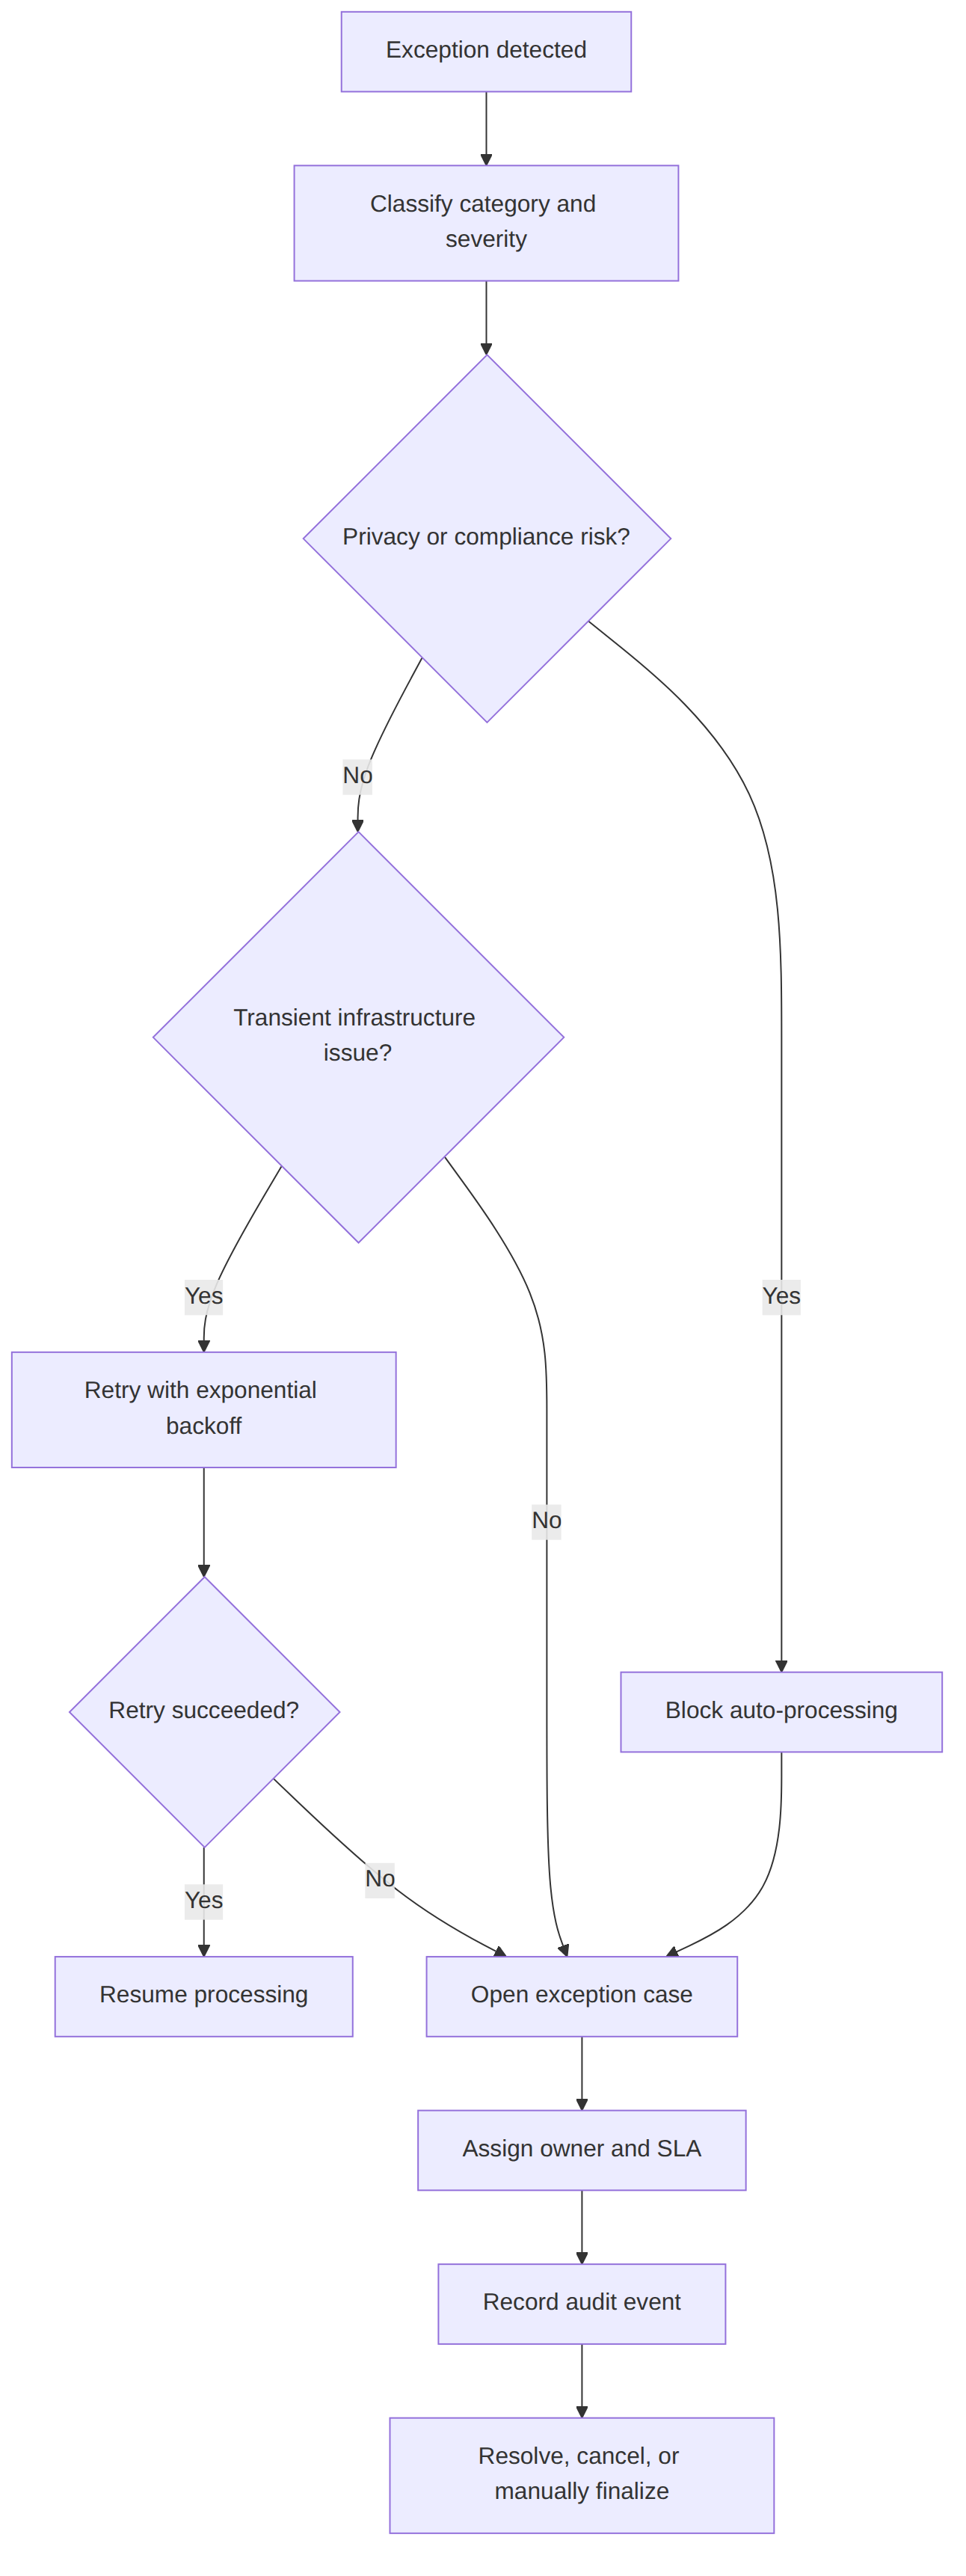 Exception detected
Classify category and
severity
Privacy or compliance risk?
No
Transient infrastructure
issue?
Yes
Yes
Retry with exponential
backoff
No
Retry succeeded?
Block auto-processing
No
Yes
Resume processing
Open exception case
Assign owner and SLA
Record audit event
Resolve, cancel, or
manually finalize